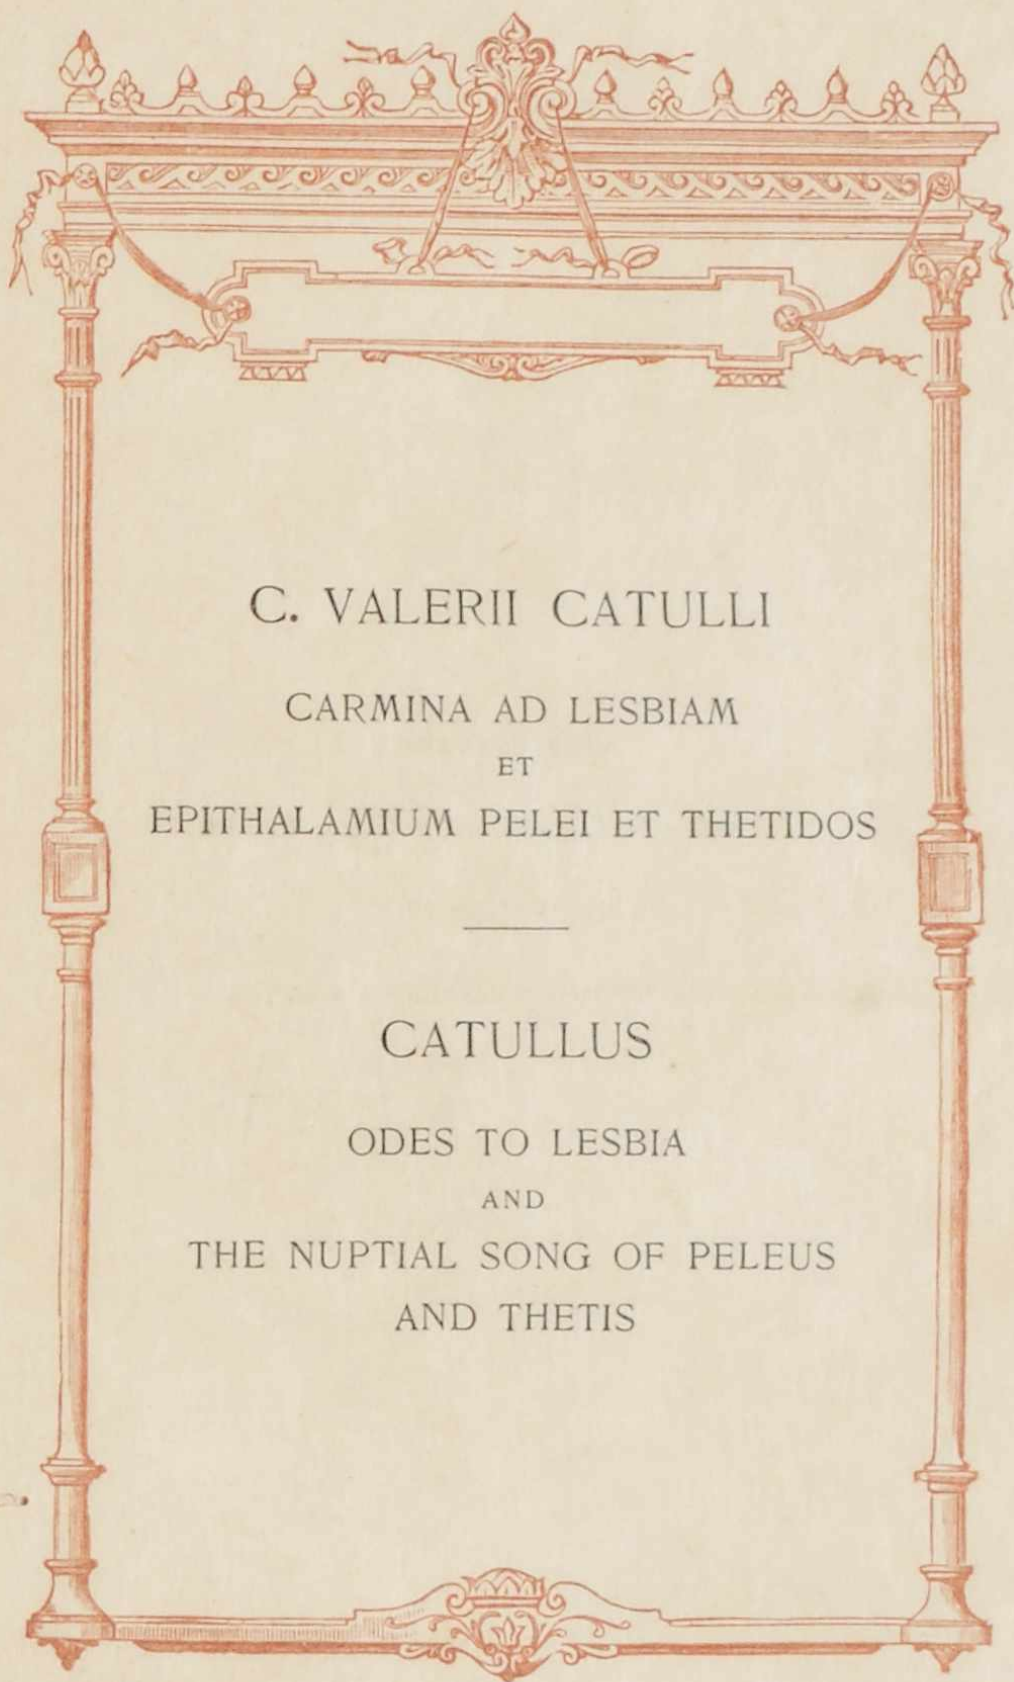 C. VALERII CATULLI
CARMINA AD LESBIAM
ET
EPITHALAMIUM PELEI ET THETIDOS
CATULLUS
ODES TO LESBIA
AND
THE NUPTIAL SONG OF PELEUS
AND THETIS